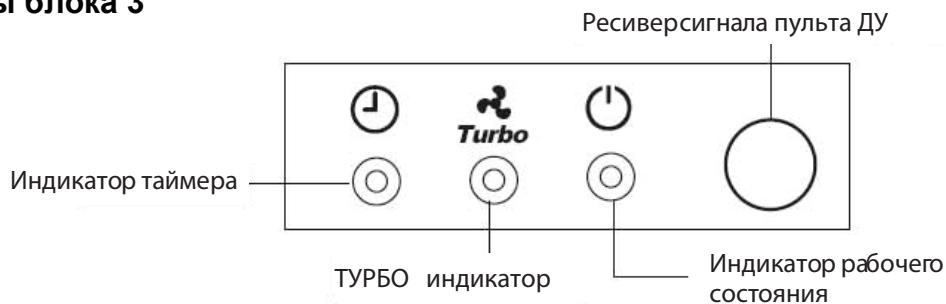 ы блока 3
Ресиверсигнала пульта ДУ
Turbo
Индикатор таймера
ТУРБО индикатор
Индикатор рабочего
состояния